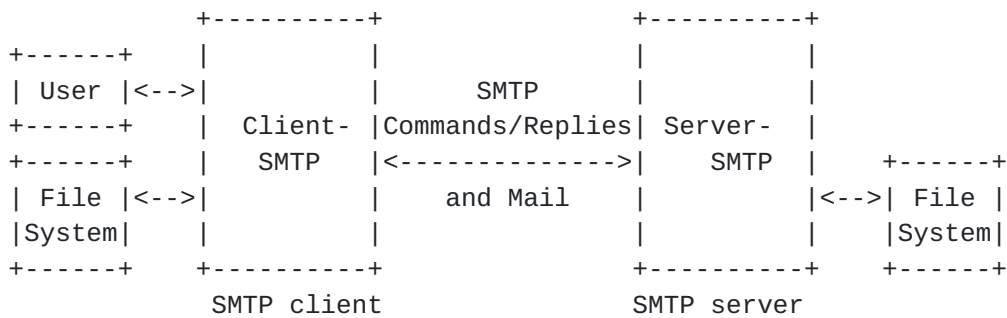 +----------+                +----------+
+------+    |          |                |          |
| User |<-->|          |      SMTP      |          |
+------+    |  Client- |Commands/Replies| Server-  |
+------+    |   SMTP   |<-------------->|    SMTP  |    +------+
| File |<-->|          |    and Mail    |          |<-->| File |
|System|    |          |                |          |    |System|
+------+    +----------+                +----------+    +------+
             SMTP client                SMTP server